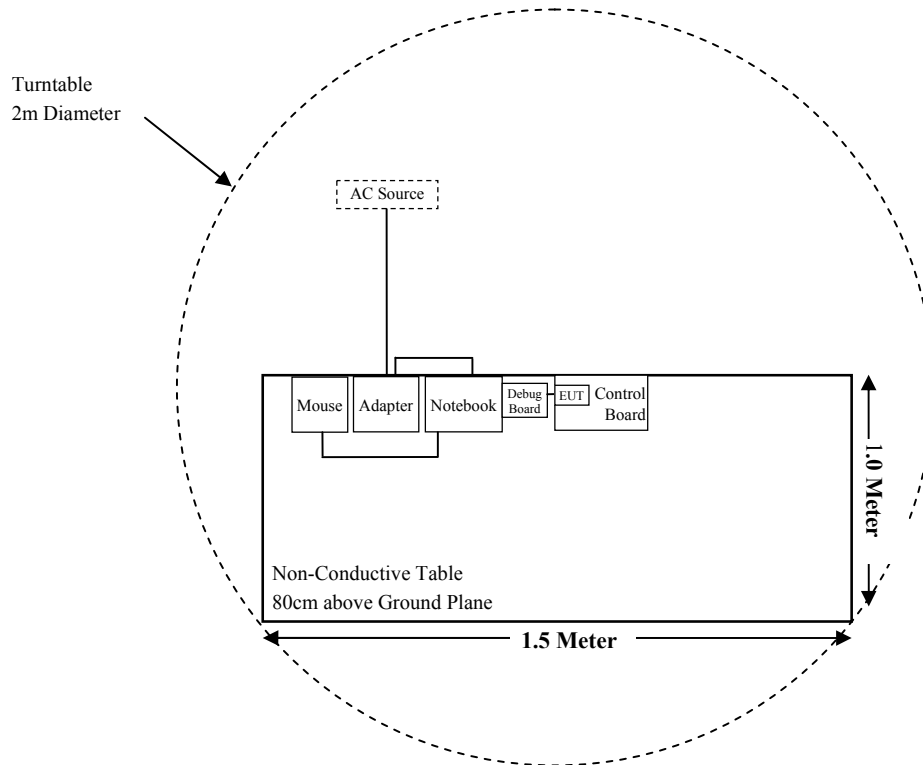 Turntable
2m Diameter
AC Source
Mouse
Adapter
Notebook
Debug
Board
EUT
Control
Board
1.0 Meter
Non-Conductive Table
80cm above Ground Plane
1.5 Meter